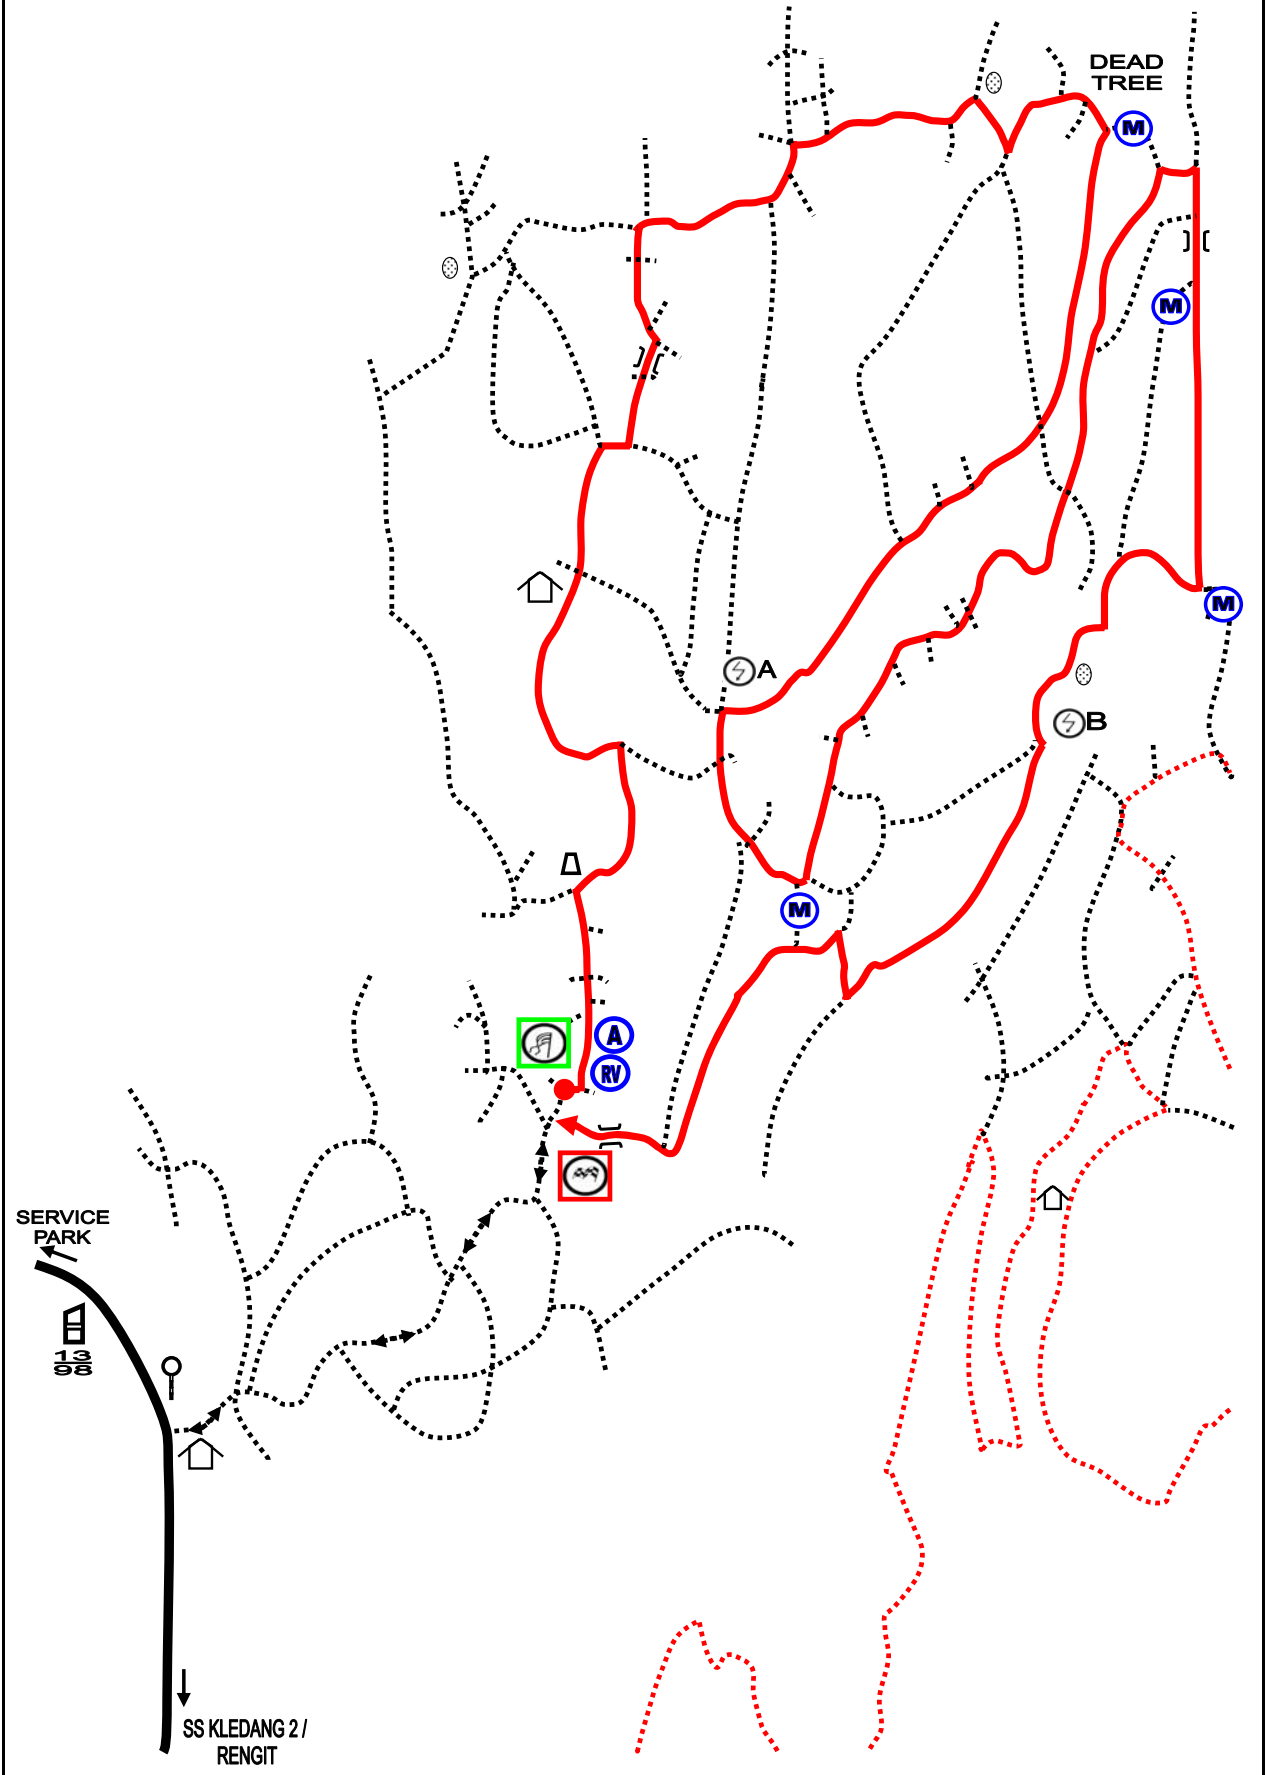 DEAD
TREE
M
M
M
A
B
M
A
RV
SERVICE
PARK
13
98
SS KLEDANG 2 /
RENGIT